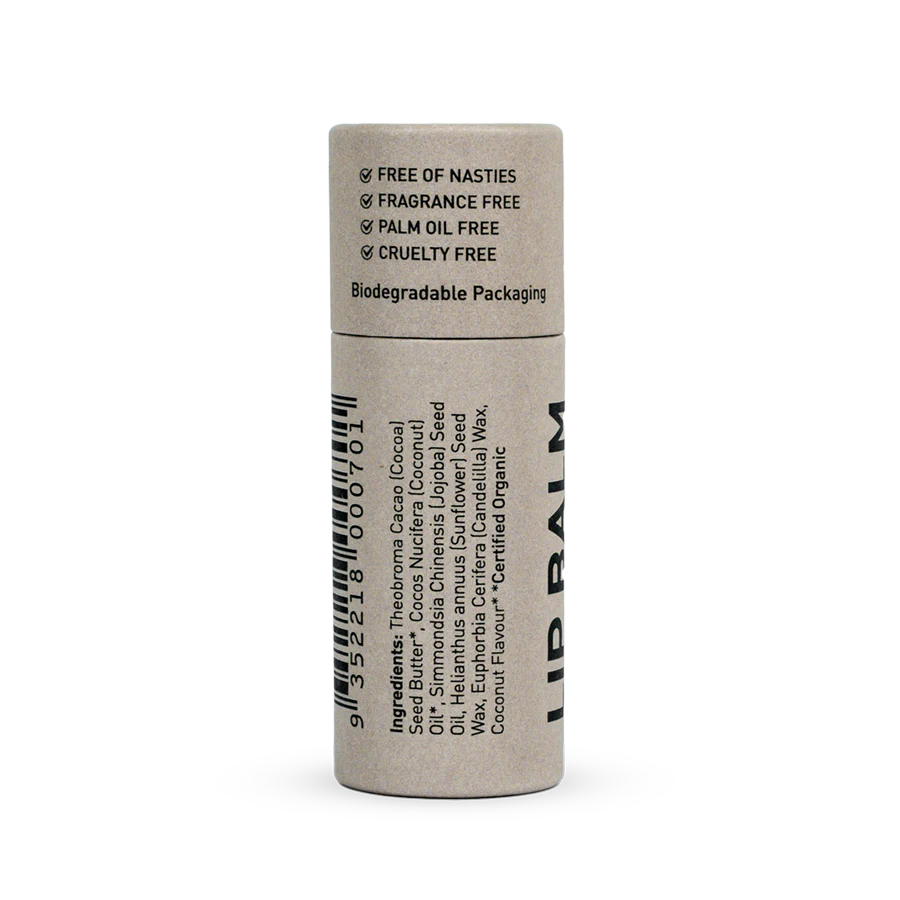 FREE OF NASTIES
FRAGRANCE FREE
PALM OIL FREE
CRUELTY FREE
Biodegradable Packaging
9 352218 000701
Ingredients: Theobroma Cacao (Cocoa)
Seed Butter*, Cocos Nucifera (Coconut)
Oil*, Simmondsia Chinensis (Jojoba) Seed
Oil, Helianthus annuus (Sunflower) Seed
Wax, Euphorbia Cerifera (Candelilla) Wax,
Coconut Flavour* *Certified Organic
LIP BALM